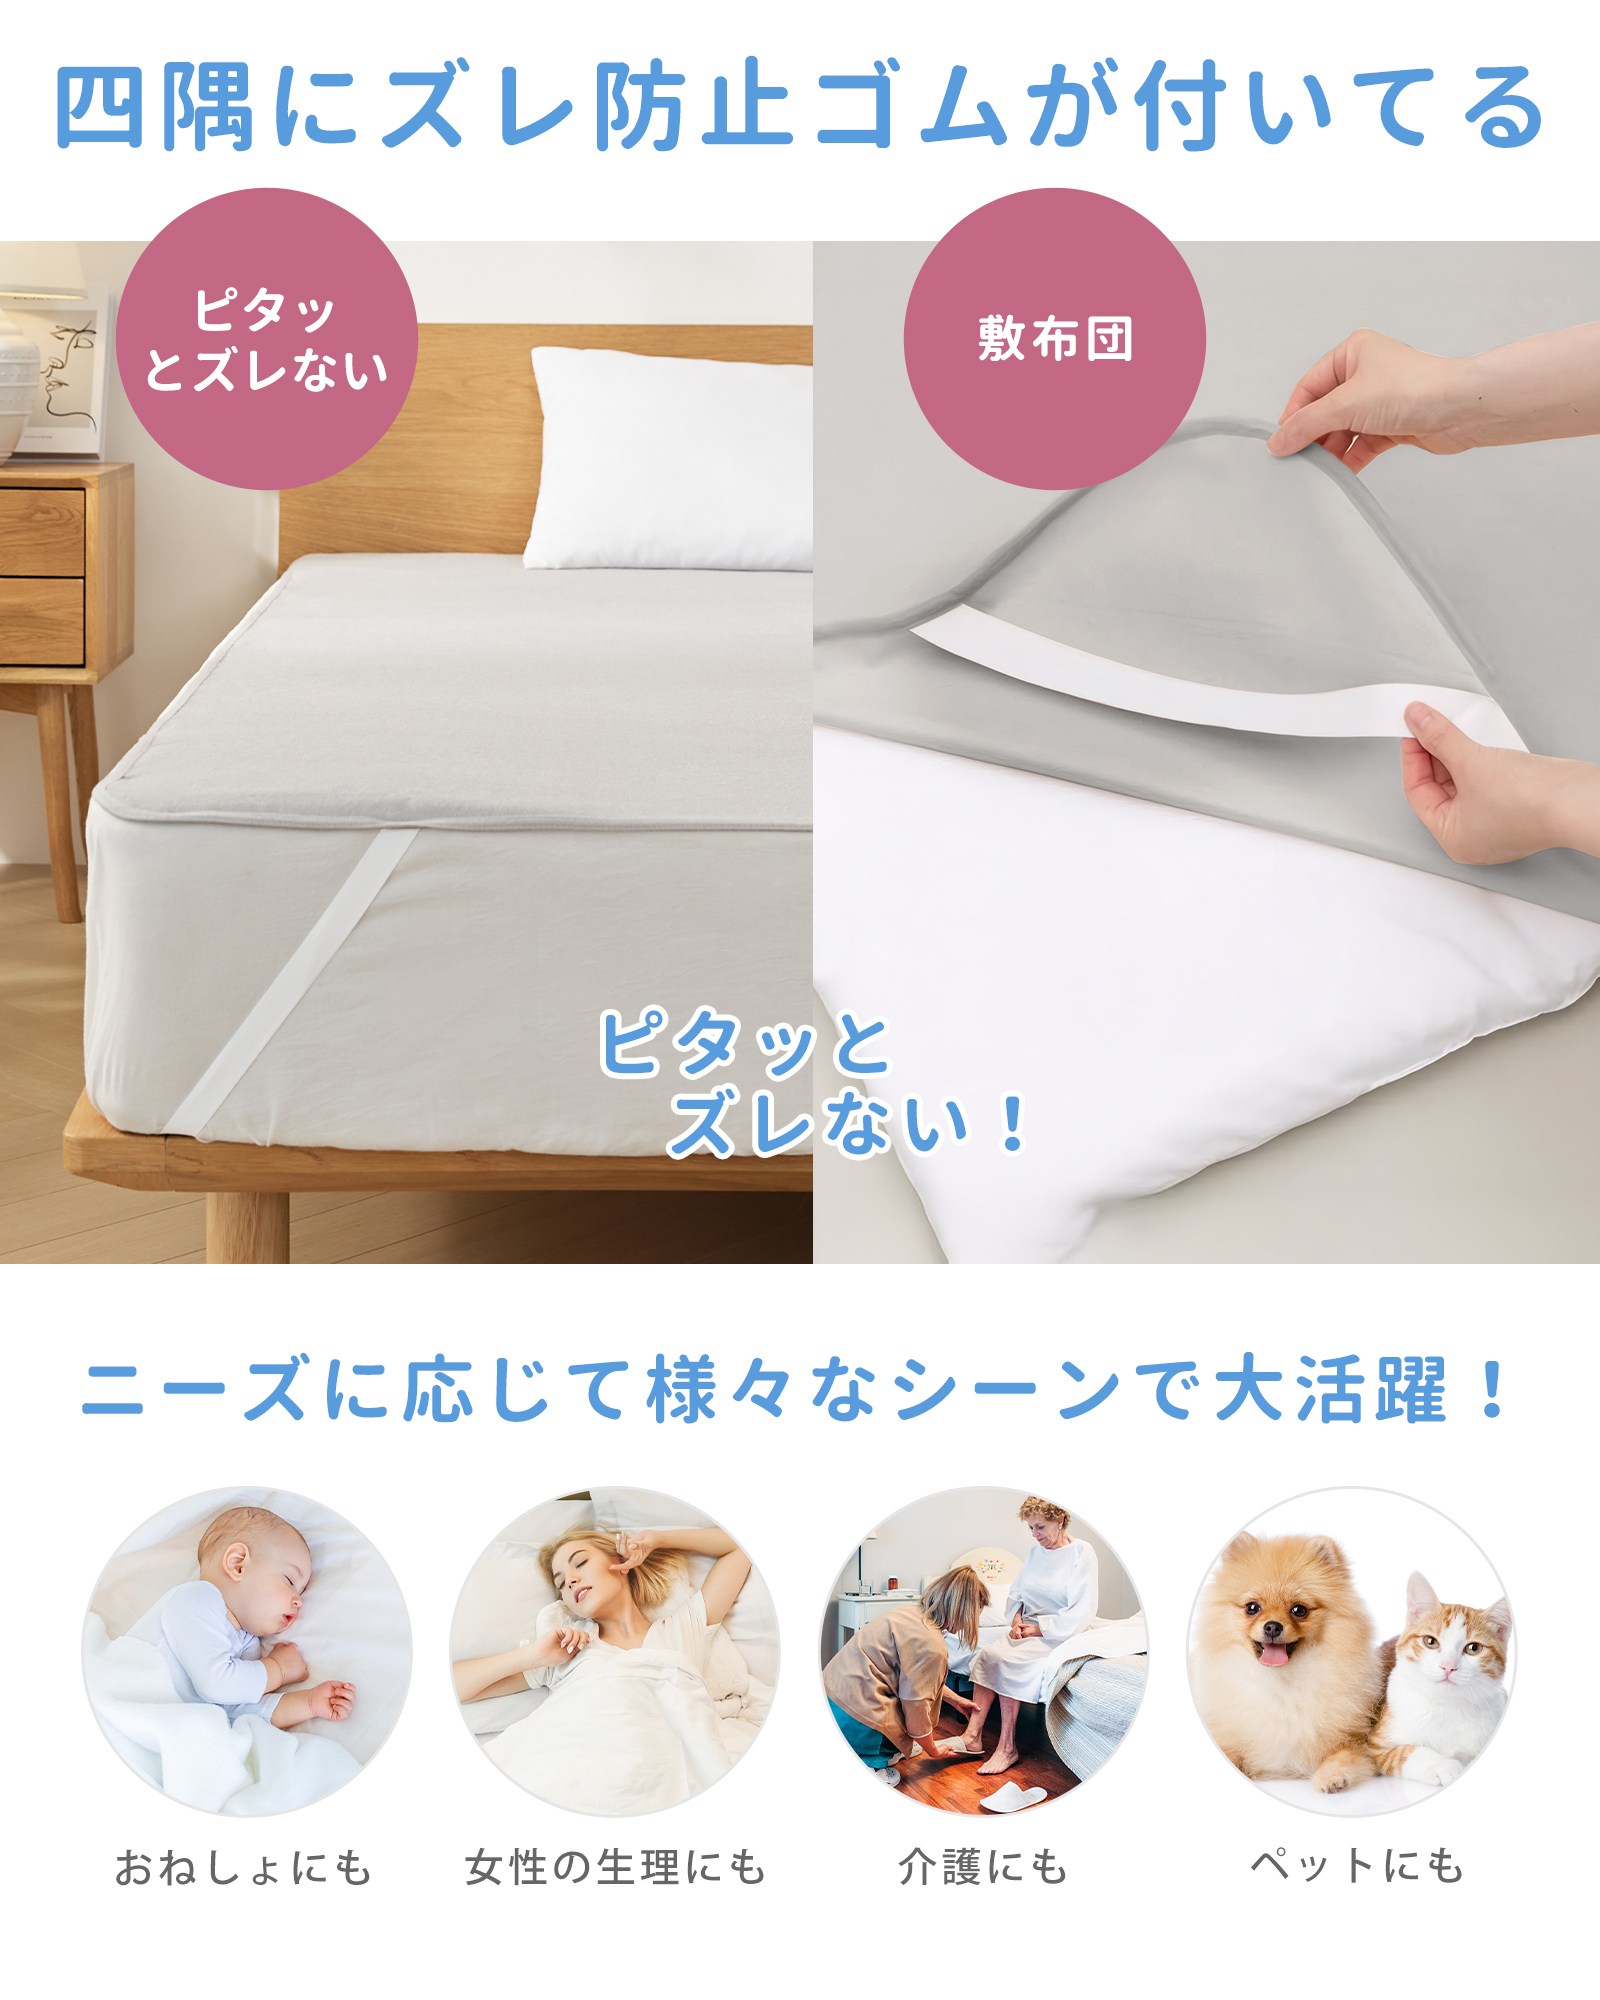 四隅にズレ防止ゴムが付いてる
ピタッ
とズレない
敷布団
ピタッと
ズレない！
ニーズに応じて様々なシーンで大活躍！
おねしょにも
女性の生理にも
介護にも
ペットにも